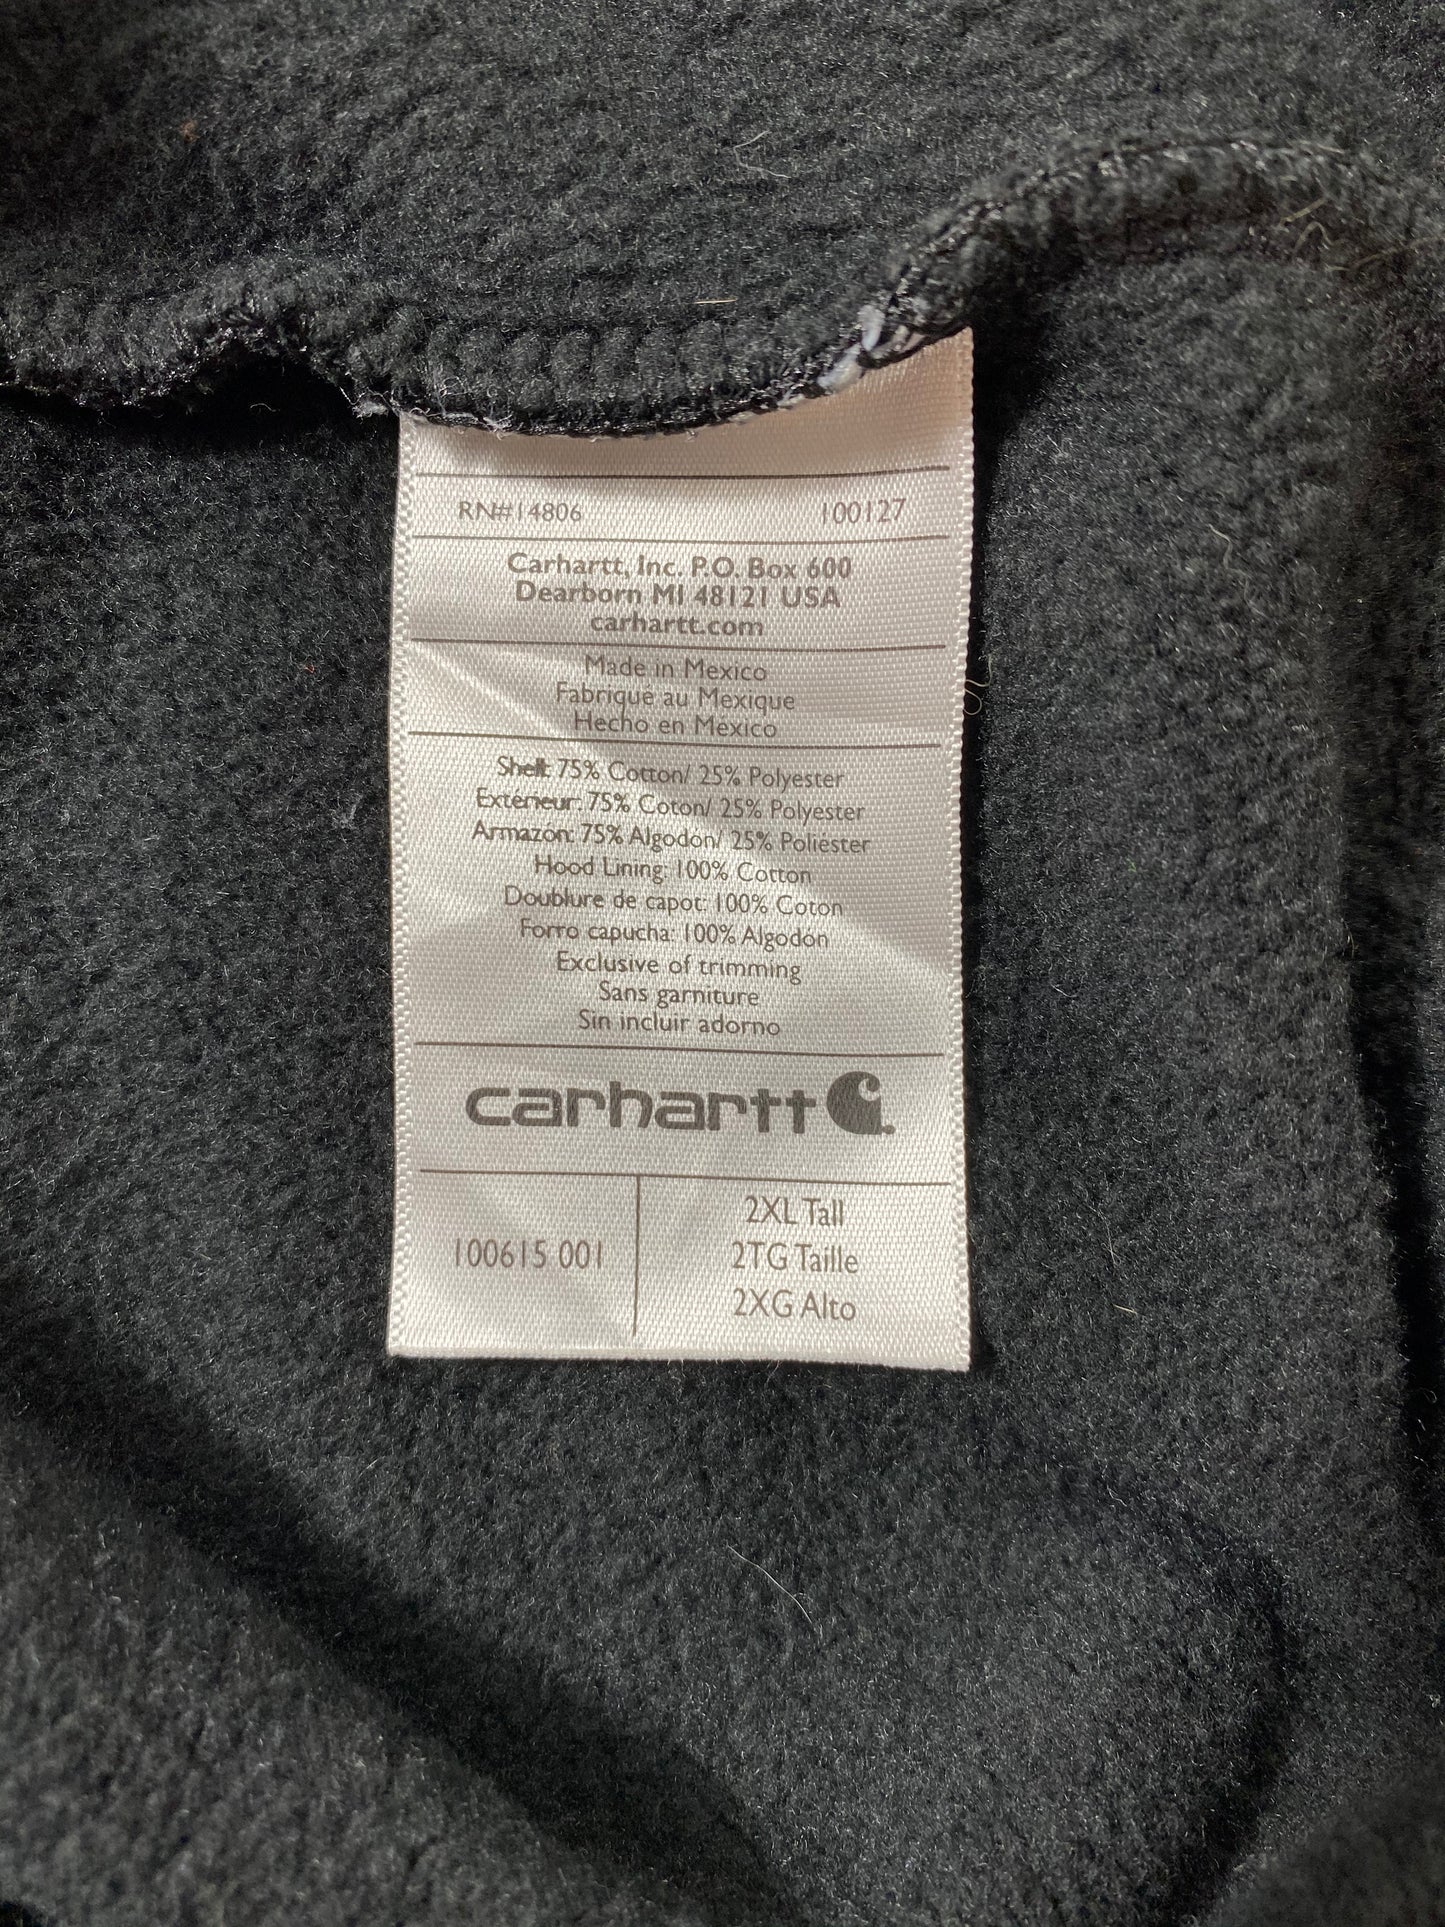 RN#14806 100127
Carhartt, Inc. P.O. Box 600
Dearborn MI 48121 USA
carhartt.com
Made in Mexico
Fabrique au Mexique
Hecho en México
Shell: 75% Cotton/ 25% Polyester
Extérieur: 75% Coton/ 25% Polyester
Armazón: 75% Algodon/ 25% Poliéster
Hood Lining: 100% Cotton
Doublure de capot: 100% Coton
Forro capucha: 100% Algodon
Exclusive of trimming
Sans garniture
Sin incluir adorno
carhartt
100615 001
2XL Tall
2TG Taille
2XG Alto